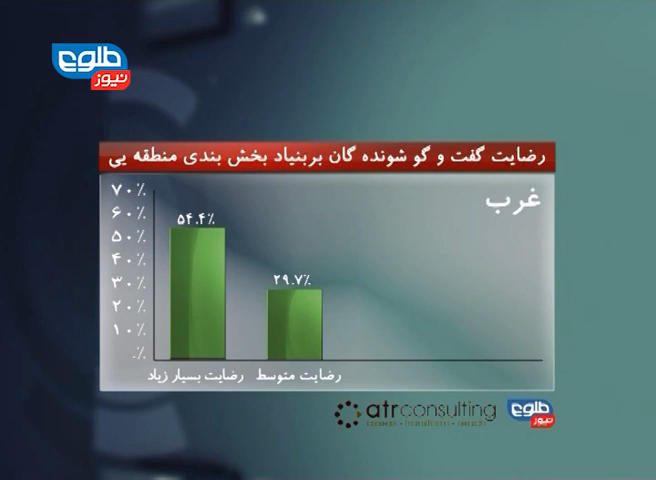 طلوع
نیوز
رضایت گفت و گو شونده گان بربنیاد بخش بندی منطقه یی
غرب
۷۰٪
۶۰٪
۵۰٪
۴۰٪
۳۰٪
۲۰٪
۱۰٪
۰٪
۵۴.۴٪
۲۹.۷٪
رضایت بسیار زیاد
رضایت متوسط
atrconsulting
طلوع
نیوز